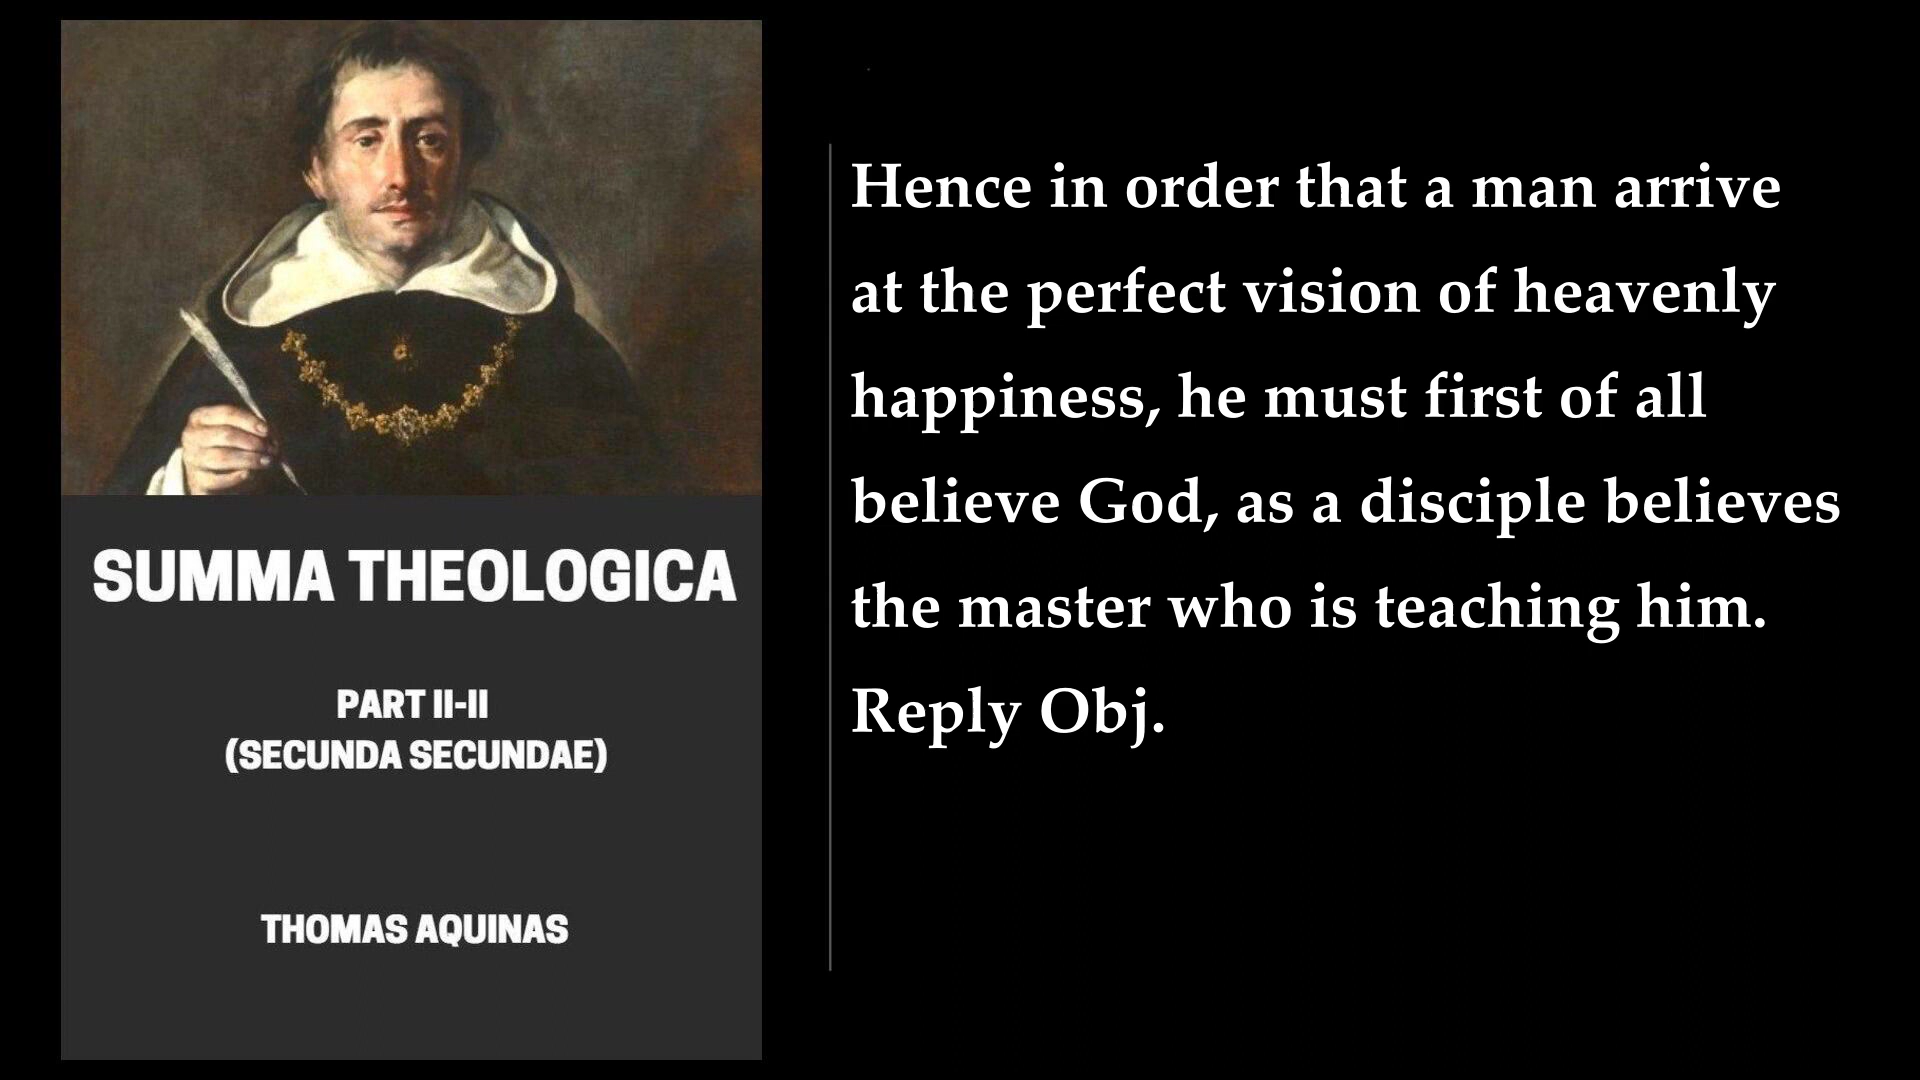 SUMMA THEOLOGICA
PART II-II
(SECUNDA SECUNDAE)
THOMAS AQUINAS
Hence in order that a man arrive
at the perfect vision of heavenly
happiness, he must first of all
believe God, as a disciple believes
the master who is teaching him.
Reply Obj.